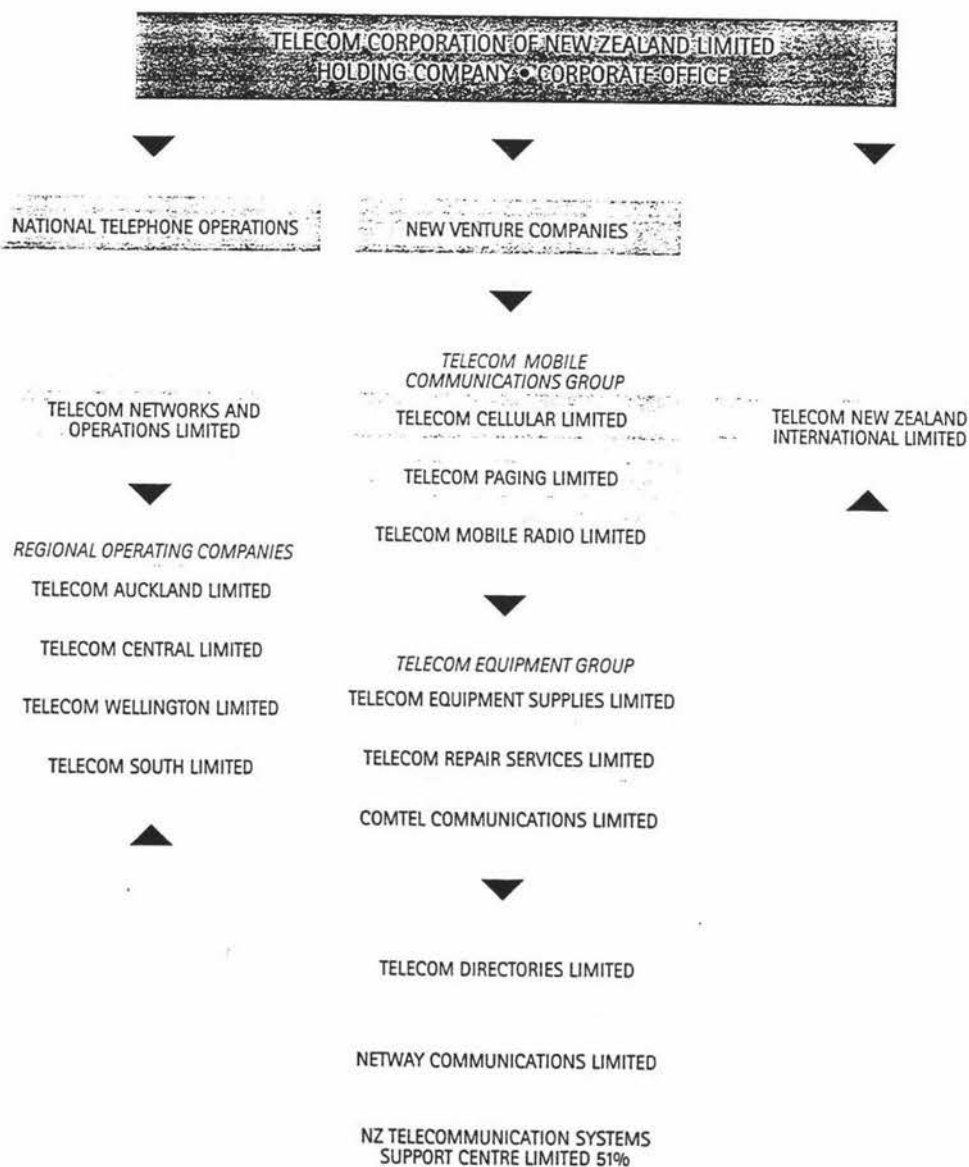 TELECOM CORPORATION OF NEW ZEALAND LIMITED
HOLDING COMPANY • CORPORATE OFFICE
NATIONAL TELEPHONE OPERATIONS
TELECOM NETWORKS AND
OPERATIONS LIMITED
REGIONAL OPERATING COMPANIES
TELECOM AUCKLAND LIMITED
TELECOM CENTRAL LIMITED
TELECOM WELLINGTON LIMITED
TELECOM SOUTH LIMITED
NEW VENTURE COMPANIES
TELECOM MOBILE
COMMUNICATIONS GROUP
TELECOM CELLULAR LIMITED
TELECOM PAGING LIMITED
TELECOM MOBILE RADIO LIMITED
TELECOM EQUIPMENT GROUP
TELECOM EQUIPMENT SUPPLIES LIMITED
TELECOM REPAIR SERVICES LIMITED
COMTEL COMMUNICATIONS LIMITED
TELECOM DIRECTORIES LIMITED
NETWAY COMMUNICATIONS LIMITED
NZ TELECOMMUNICATION SYSTEMS
SUPPORT CENTRE LIMITED 51%
TELECOM NEW ZEALAND
INTERNATIONAL LIMITED